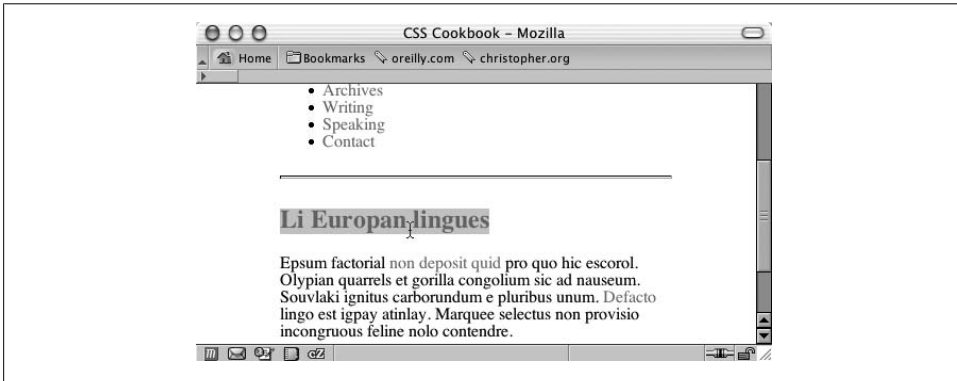 CSS Cookbook – Mozilla
Home Bookmarks oreilly.com christopher.org
• Archives
• Writing
• Speaking
• Contact
Li Europan lingues
Epsum factorial non deposit quid pro quo hic escorol.
Olypian quarrels et gorilla congolium sic ad nauseum.
Souvlaki ignitus carborundum e pluribus unum. Defacto
lingo est igpay atinlay. Marquee selectus non provisio
incongruous feline nolo contendre.